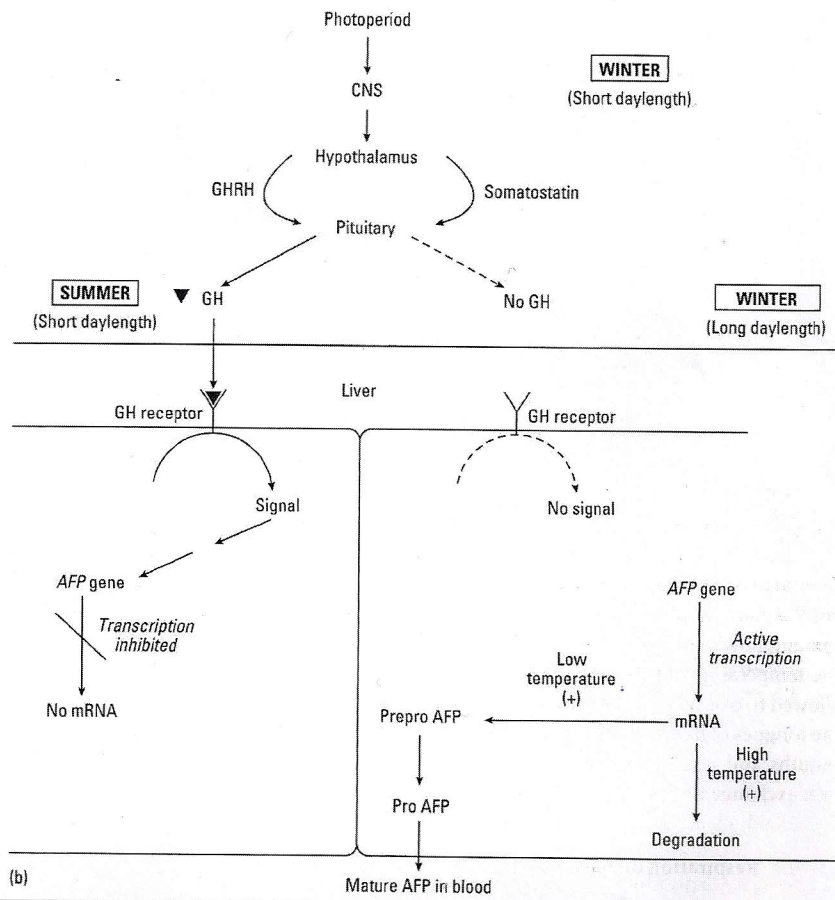 Photoperiod
WINTER
(Short daylength)
CNS
Hypothalamus
GHRH
Somatostatin
Pituitary
SUMMER
(Short daylength)
GH
No GH
WINTER
(Long daylength)
Liver
GH receptor
GH receptor
Signal
No signal
AFP gene
Transcription
inhibited
No mRNA
AFP gene
Active
transcription
Low
temperature
(+)
Prepro AFP
mRNA
High
temperature
(+)
Pro AFP
Degradation
(b)
Mature AFP in blood